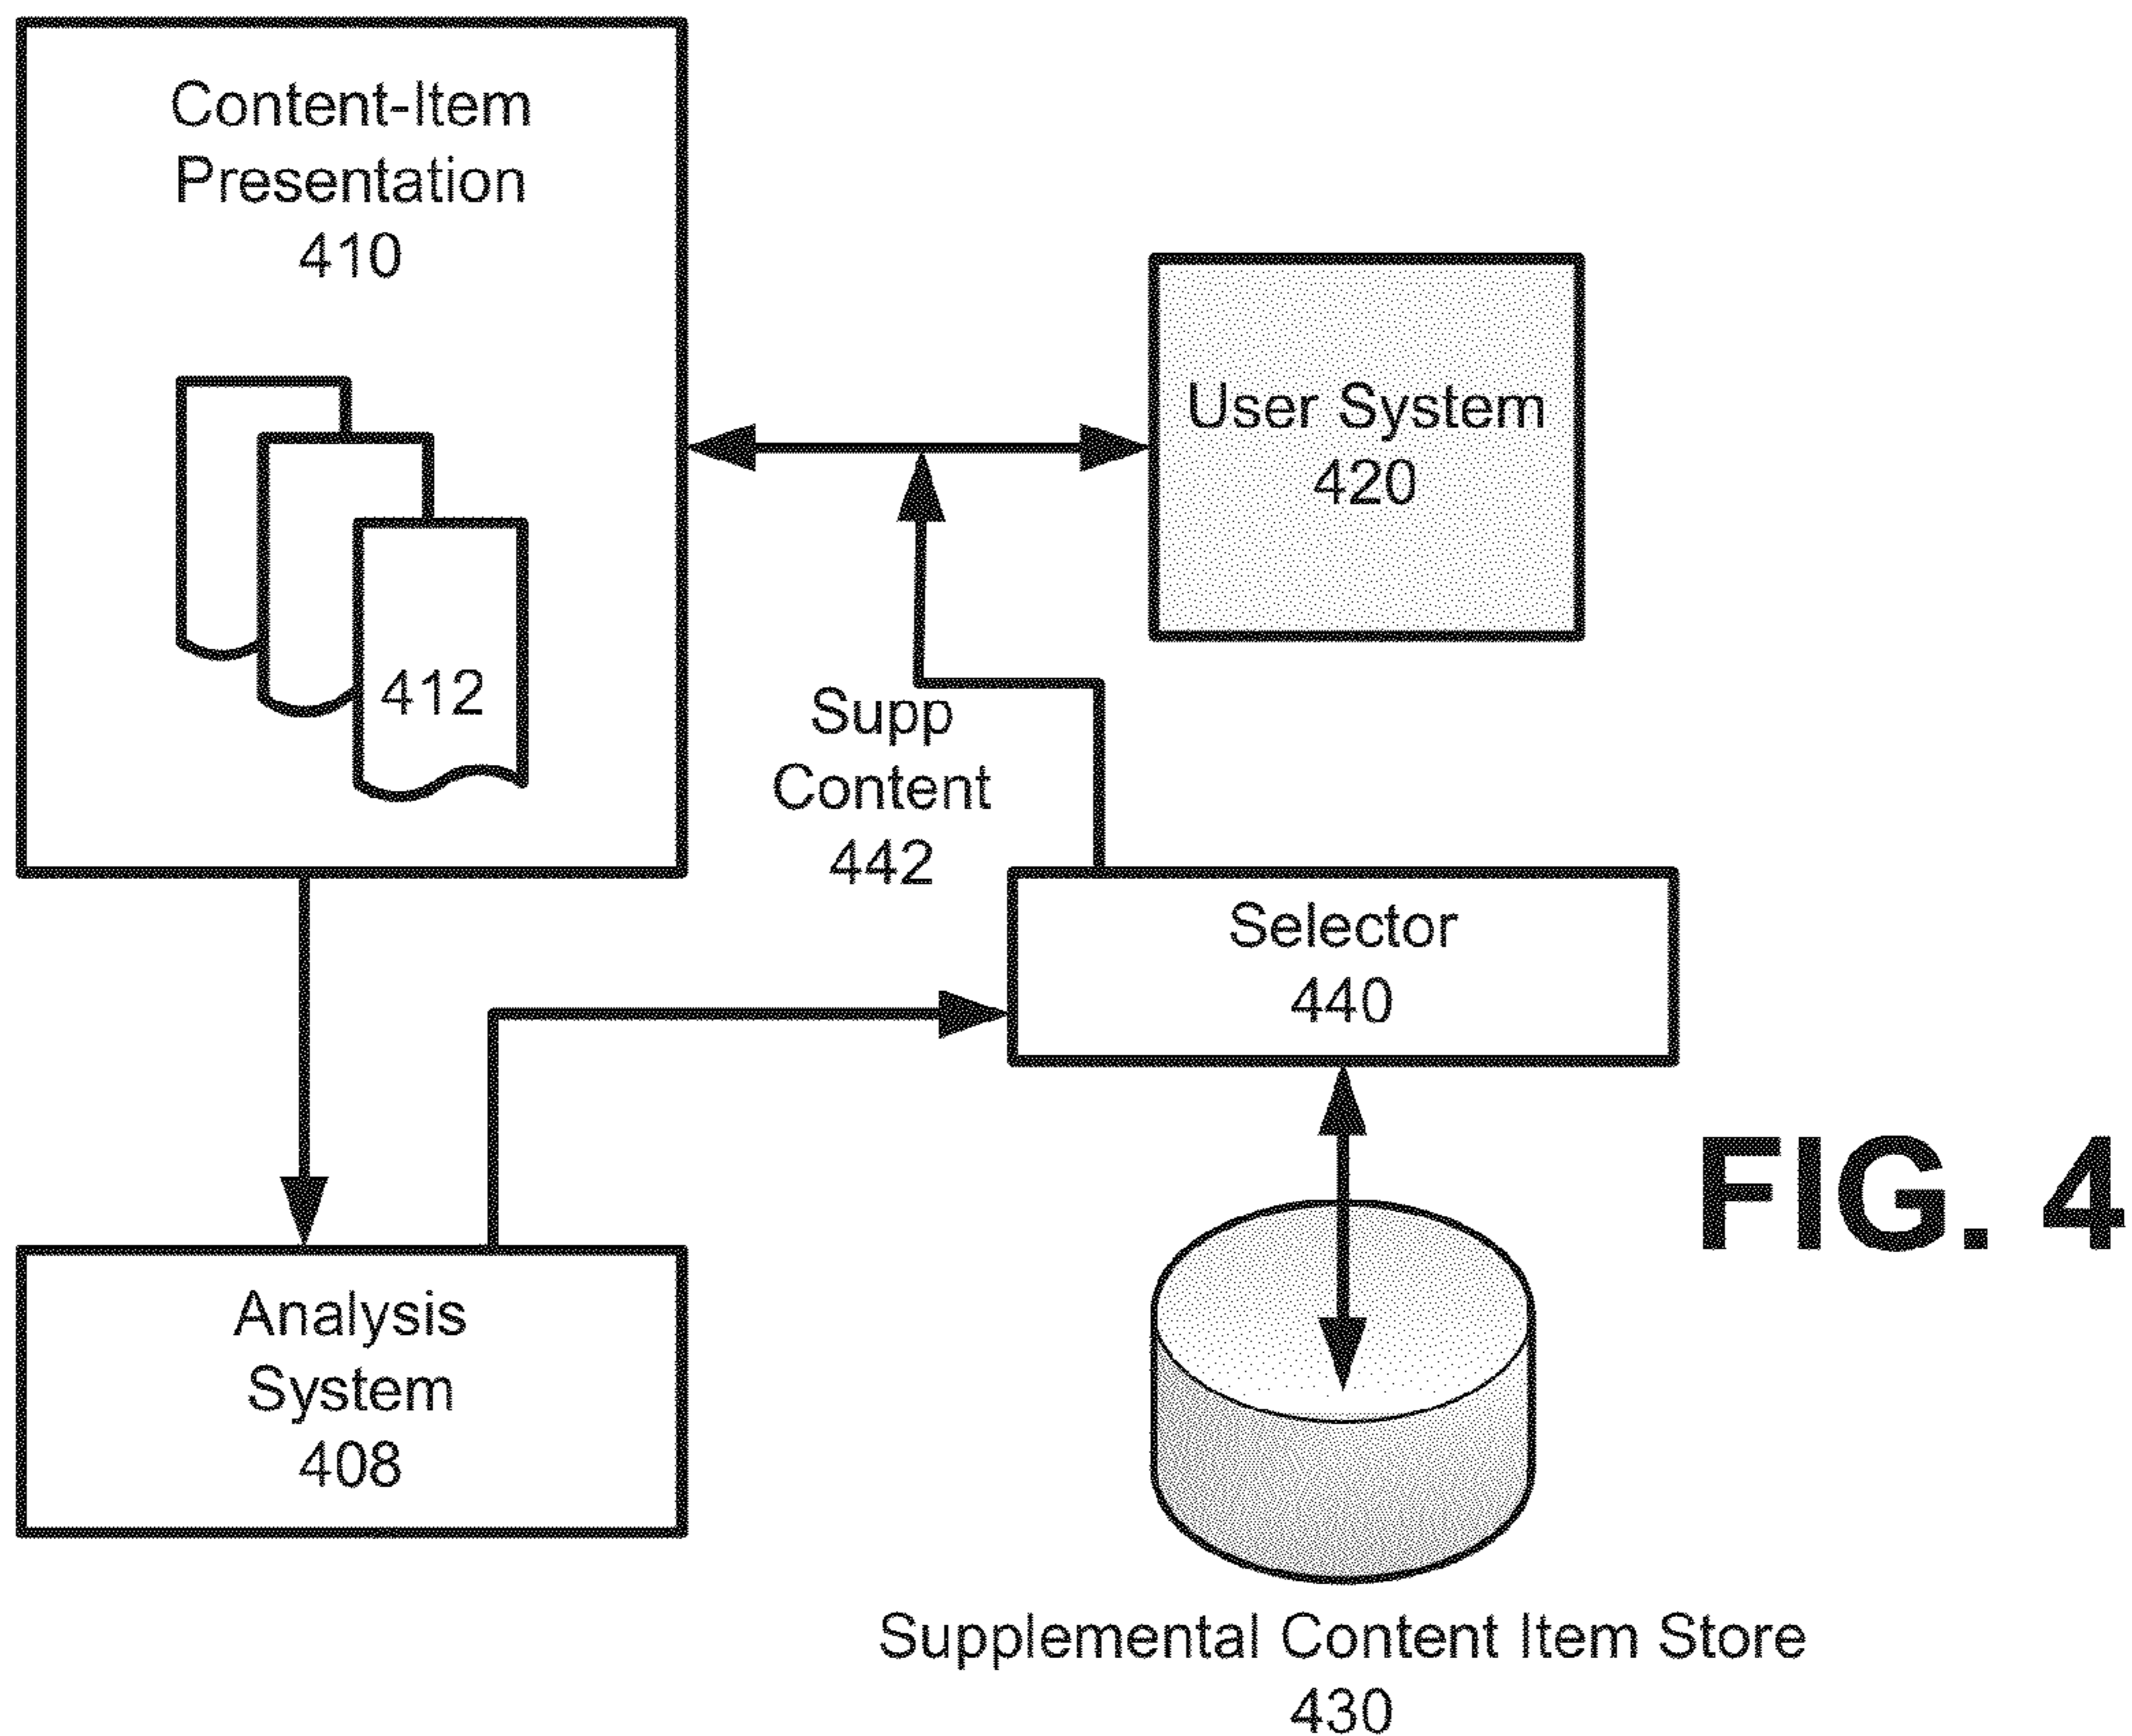 Content-Item
Presentation
410
412
User System
420
Supp
Content
442
Selector
440
Analysis
System
408
FIG. 4
Supplemental Content Item Store
430